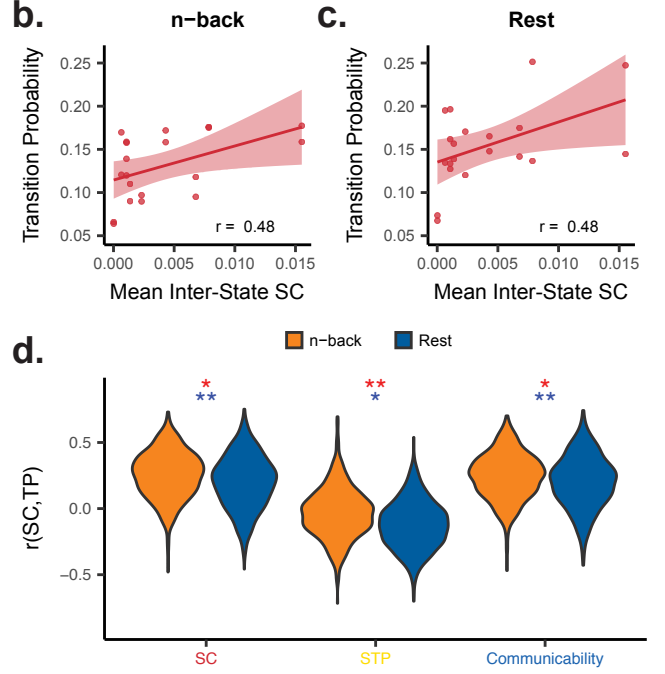 b.
n−back
Transition Probability
0.25
0.20
0.15
0.10
0.05
r = 0.48
0.000
0.005
0.010
0.015
Mean Inter-State SC
c.
Rest
Transition Probability
0.25
0.20
0.15
0.10
0.05
r = 0.48
0.000
0.005
0.010
0.015
Mean Inter-State SC
d.
n−back
Rest
r(SC,TP)
0.5
0.0
−0.5
*
**
**
*
*
**
SC
STP
Communicability